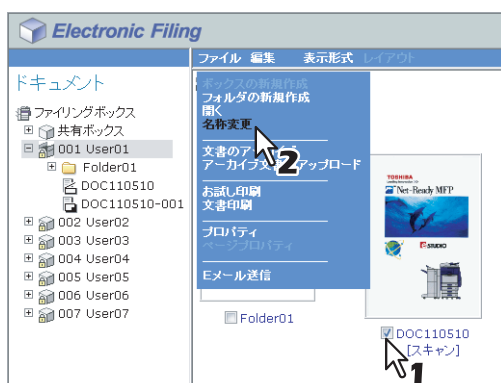 Electronic Filing
ファイル 編集 表示形式 レイアウト
ドキュメント
ファイリングボックス
共有ボックス
001 User01
Folder01
DOC110510
DOC110510-001
002 User02
003 User03
004 User04
005 User05
006 User06
007 User07
ボックスの新規作成
フォルダの新規作成
開く
名称変更
2
文書のアーカイブ
アーカイブ文書のアップロード
お試し印刷
文書印刷
プロパティ
ページプロパティ
Eメール送信
Folder01
TOSHIBA
Net-Ready MFP
e-STUDIO
DOC110510
[スキャン]
1